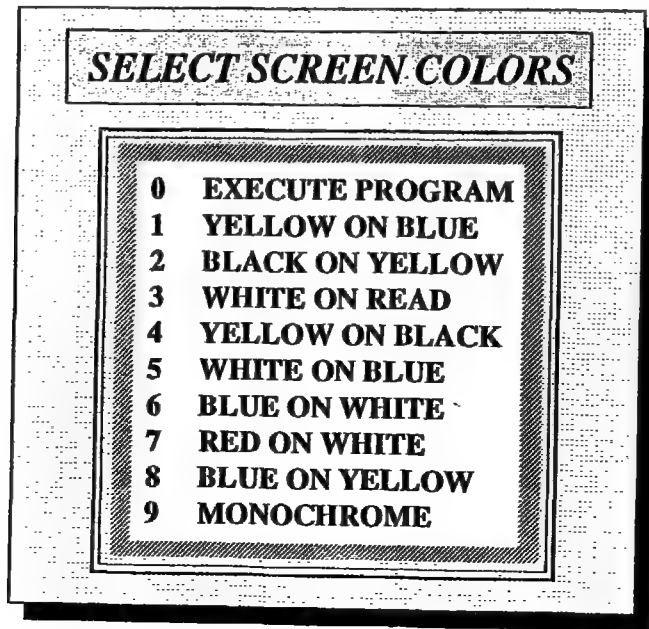 SELECT SCREEN COLORS
0 EXECUTE PROGRAM
1 YELLOW ON BLUE
2 BLACK ON YELLOW
3 WHITE ON READ
4 YELLOW ON BLACK
5 WHITE ON BLUE
6 BLUE ON WHITE
7 RED ON WHITE
8 BLUE ON YELLOW
9 MONOCHROME